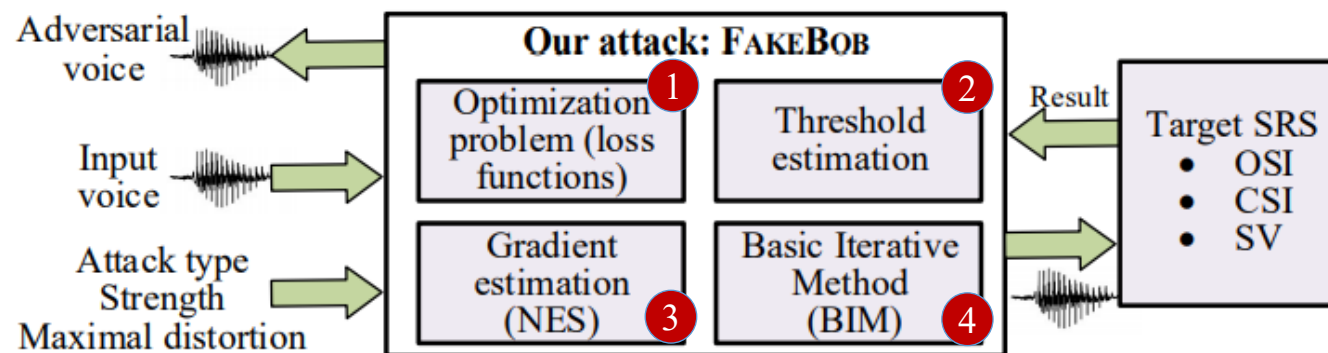 Adversarial
voice
Input
voice
Attack type
Strength
Maximal distortion
Our attack: FAKEBOB
Optimization
problem (loss
functions)
1
Threshold
estimation
2
Gradient
estimation
(NES)
3
Basic Iterative
Method
(BIM)
4
Result
Target SRS
• OSI
• CSI
• SV